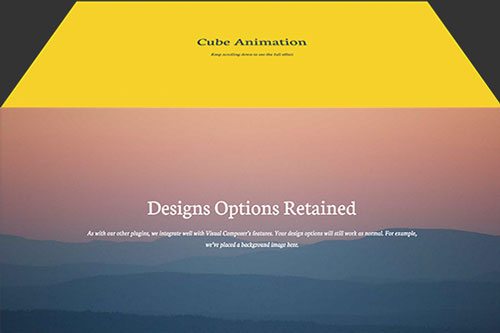 Cube Animation
Keep scrolling down to see the full effect
Designs Options Retained
As with our other plugins, we integrate well with Visual Composer's features. Your design options will still work as normal. For example,
we've placed a background image here.